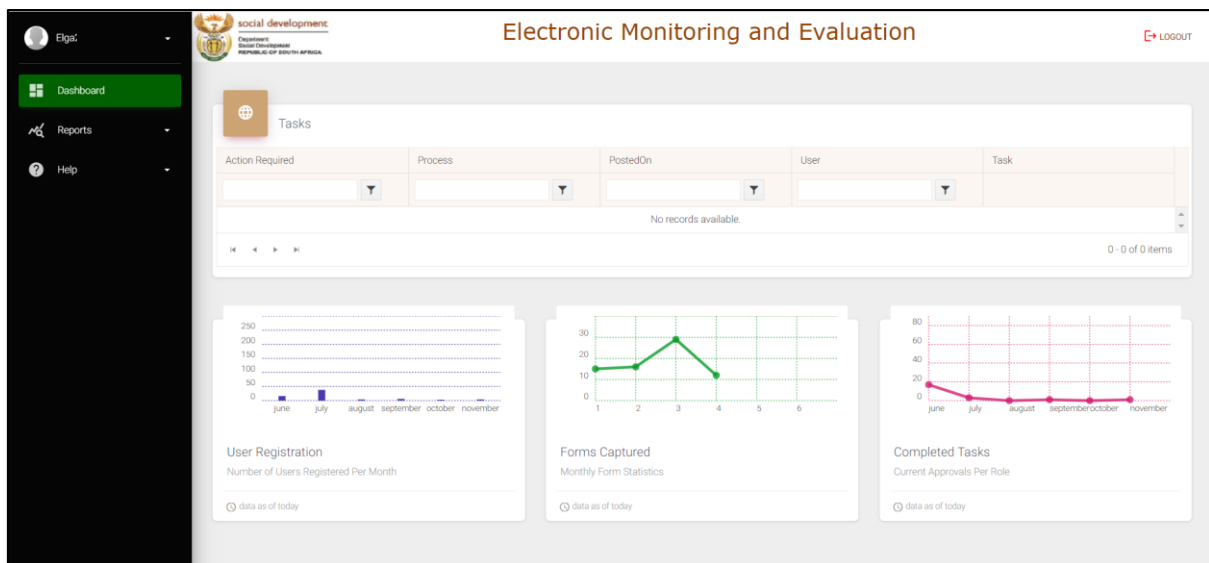 Elga:
Dashboard
Reports
Help
social development
Department:
Social Development
REPUBLIC OF SOUTH AFRICA
Electronic Monitoring and Evaluation
LOGOUT
Tasks
Action Required Process PostedOn User Task
No records available.
0 - 0 of 0 items
250
200
150
100
50
0
june july august september october november
User Registration
Number of Users Registered Per Month
data as of today
30
20
10
0
1 2 3 4 5 6
Forms Captured
Monthly Form Statistics
data as of today
80
60
40
20
0
june july august september october november
Completed Tasks
Current Approvals Per Role
data as of today